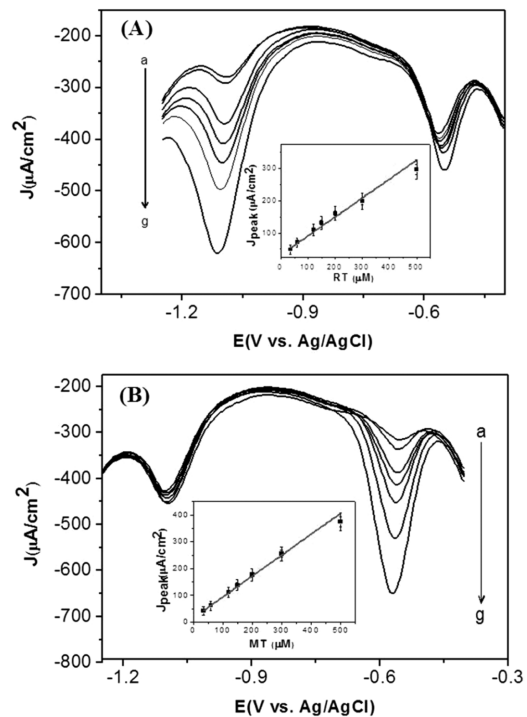 (A)
-200
-300
-400
-500
-600
-700
J(μA/cm²)
a
g
-1.2
-0.9
-0.6
E(V vs. Ag/AgCl)
Jpeak (μA/cm2)
300
200
100
0
100
200
300
400
500
RT (μM)
(B)
-200
-300
-400
-500
-600
-700
-800
J(μA/cm²)
a
g
-1.2
-0.9
-0.6
-0.3
E(V vs. Ag/AgCl)
Jpeak(μA/cm²)
400
300
200
100
0
0
100
200
300
400
500
MT (μM)